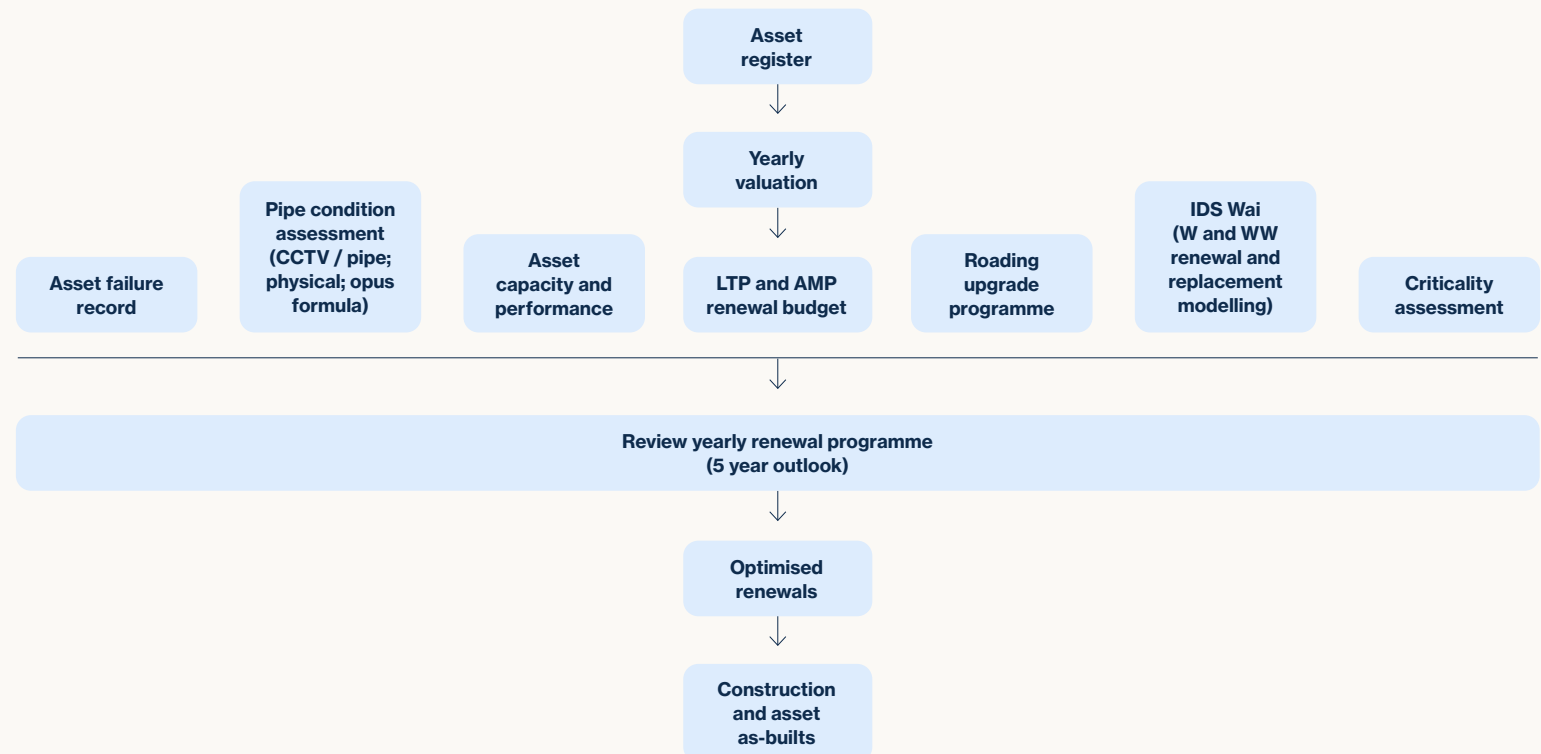 Asset
register
Yearly
valuation
Asset failure
record
Pipe condition
assessment
(CCTV / pipe;
physical; opus
formula)
Asset
capacity and
performance
LTP and AMP
renewal budget
Roading
upgrade
programme
IDS Wai
(W and WW
renewal and
replacement
modelling)
Criticality
assessment
Review yearly renewal programme
(5 year outlook)
Optimised
renewals
Construction
and asset
as-builts